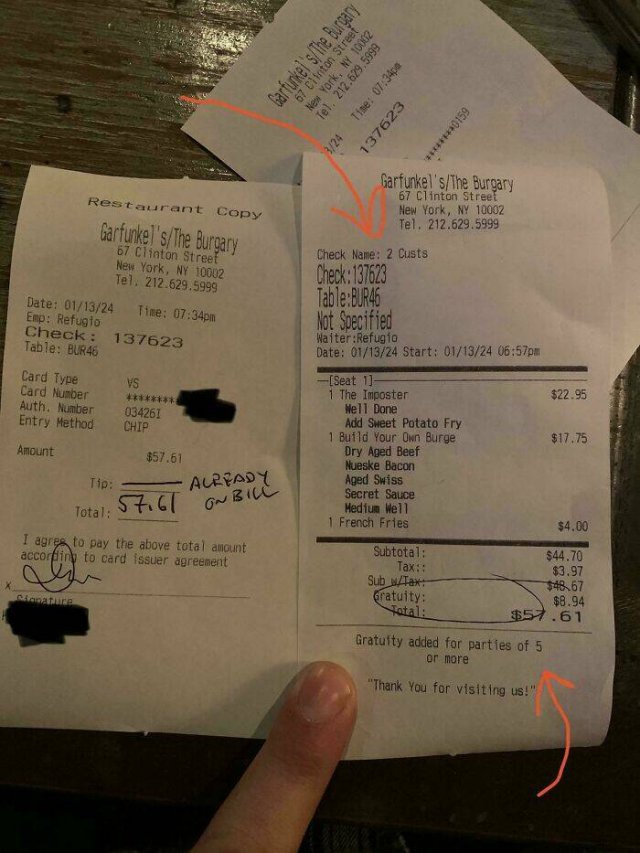 Garfunkel's/The Burgary
67 Clinton Street
New York, NY 10002
Tel. 212.629.5999
3/24 Time: 07:34pm
137623
********0159
Restaurant Copy
Garfunkel's/The Burgary
67 Clinton Street
New York, NY 10002
Tel. 212.629.5999
Date: 01/13/24 Time: 07:34pm
Emp: Refugio
Check: 137623
Table: BUR46
Card Type VS
Card Number ********
Auth. Number 03426I
Entry Method CHIP
Amount $57.61
Tip: ALREADY ON BILL
Total: 57.61
I agree to pay the above total amount
according to card issuer agreement
x
Signature
Garfunkel's/The Burgary
67 Clinton Street
New York, NY 10002
Tel. 212.629.5999
Check Name: 2 Custs
Check:137623
Table:BUR46
Not Specified
Waiter:Refugio
Date: 01/13/24 Start: 01/13/24 06:57pm
[Seat 1]
1 The Imposter $22.95
Well Done
Add Sweet Potato Fry
1 Build Your Own Burge $17.75
Dry Aged Beef
Nueske Bacon
Aged Swiss
Secret Sauce
Medium Well
1 French Fries $4.00
Subtotal: $44.70
Tax:: $3.97
Sub w/Tax: $48.67
Gratuity: $8.94
Total: $57.61
Gratuity added for parties of 5
or more
"Thank You for visiting us!"